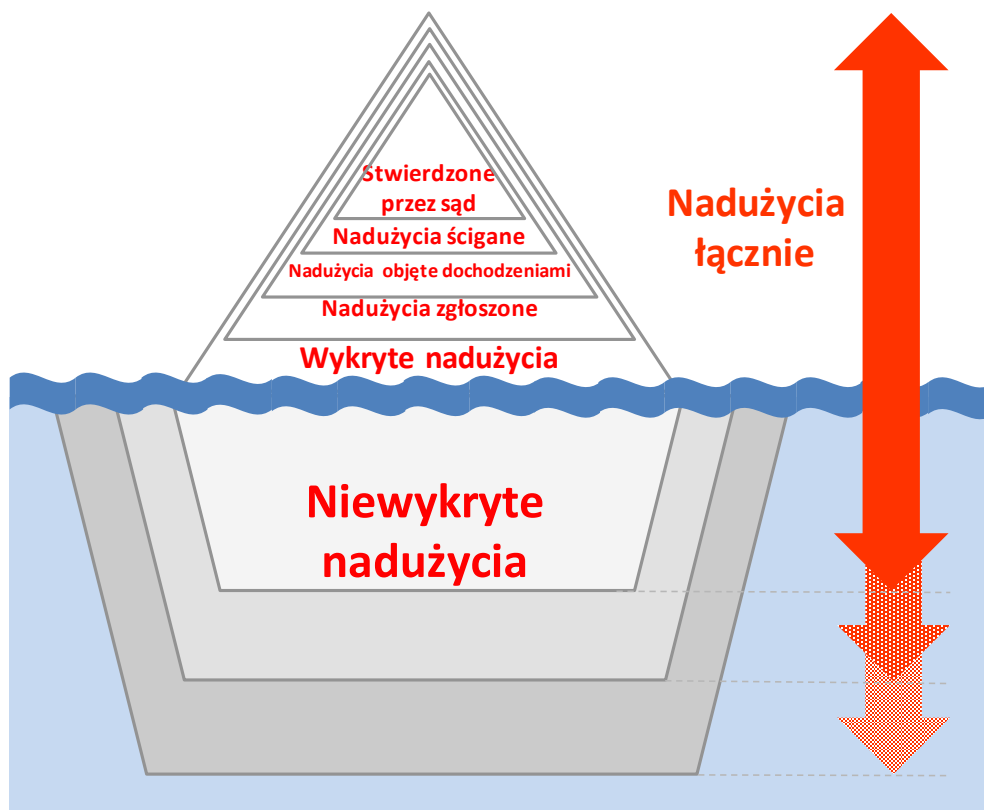 Stwierdzone
przez sąd
Nadużycia ścigane
Nadużycia objęte dochodzeniami
Nadużycia zgłoszone
Wykryte nadużycia
Nadużycia
łącznie
Niewykryte
nadużycia